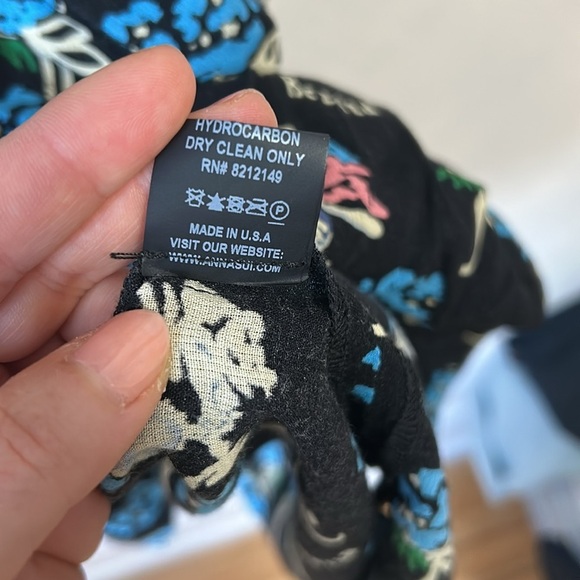 HYDROCARBON
DRY CLEAN ONLY
RN# 8212149
P
MADE IN U.S.A
VISIT OUR WEBSITE:
WWW.ANNASUI.COM